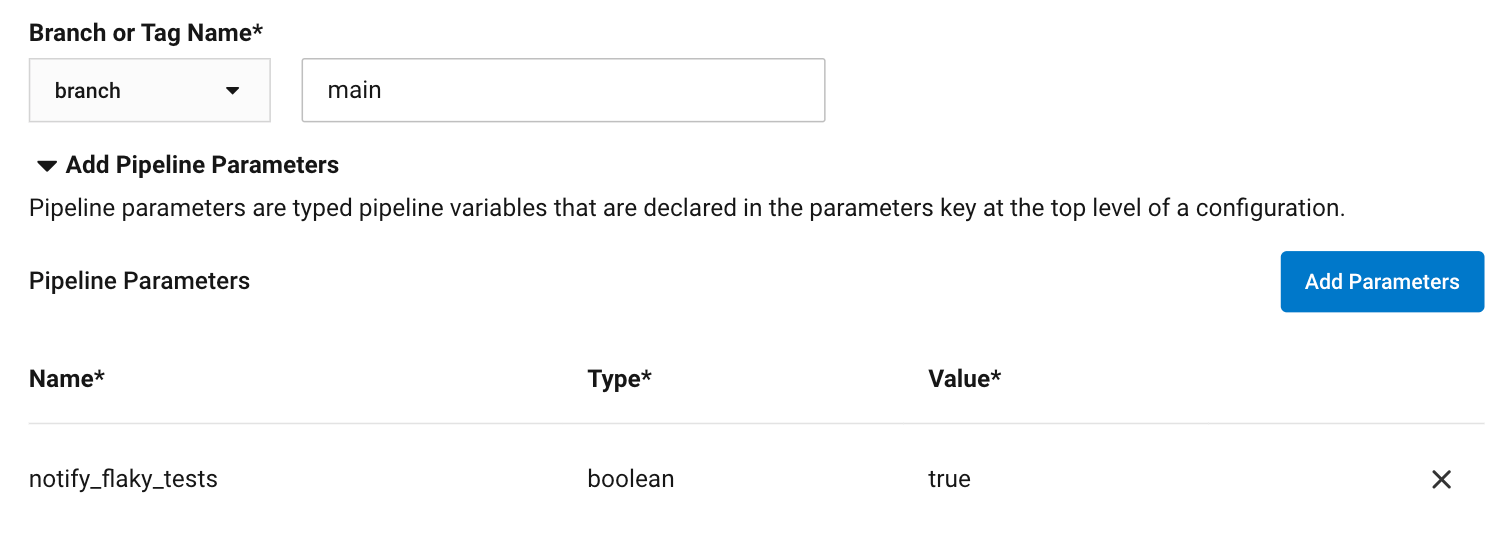 Branch or Tag Name*
branch
main
Add Pipeline Parameters
Pipeline parameters are typed pipeline variables that are declared in the parameters key at the top level of a configuration.
Pipeline Parameters
Add Parameters
Name* Type* Value*
notify_flaky_tests boolean true